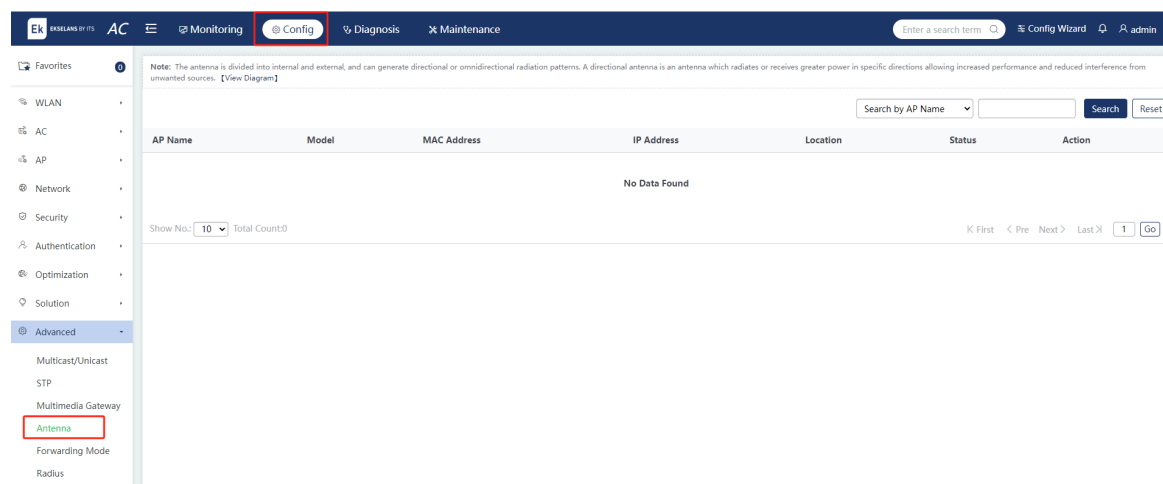 Ek EKSELANS BY ITS AC Monitoring Config Diagnosis Maintenance Enter a search term Config Wizard admin
Favorites 0
WLAN
AC
AP
Network
Security
Authentication
Optimization
Solution
Advanced
Multicast/Unicast
STP
Multimedia Gateway
Antenna
Forwarding Mode
Radius
Note: The antenna is divided into internal and external, and can generate directional or omnidirectional radiation patterns. A directional antenna is an antenna which radiates or receives greater power in specific directions allowing increased performance and reduced interference from
unwanted sources. 【View Diagram】
Search by AP Name Search Reset
AP Name Model MAC Address IP Address Location Status Action
No Data Found
Show No.: 10 Total Count:0 First Pre Next Last 1 Go